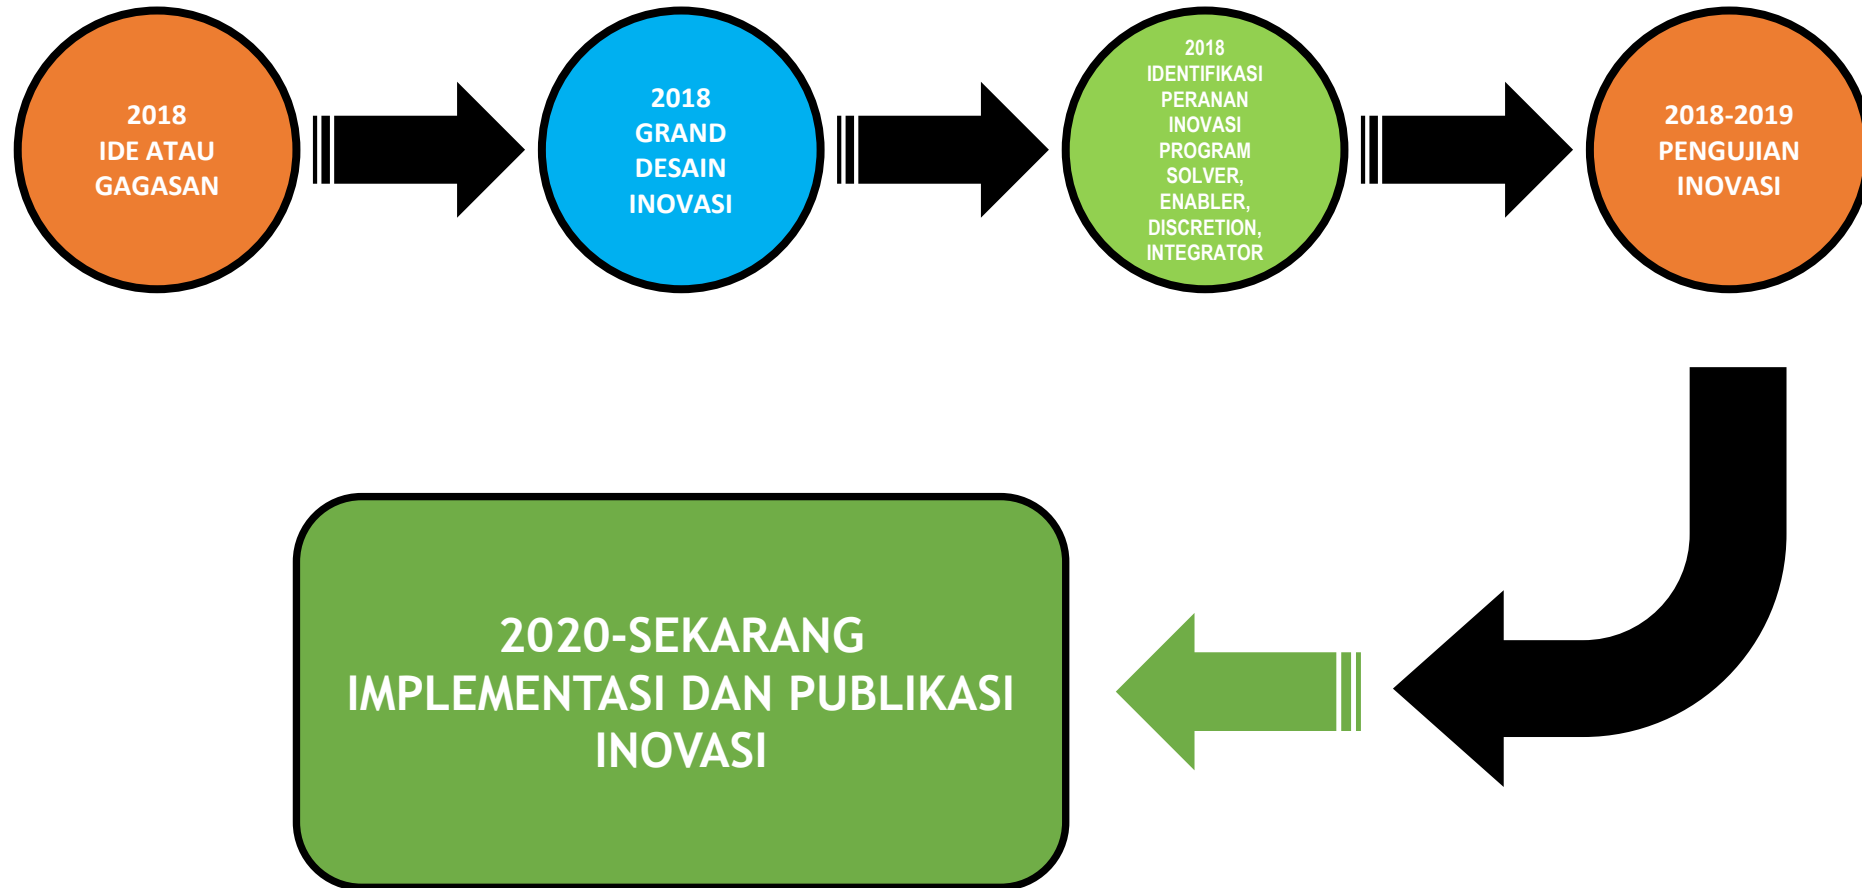 2018
IDE ATAU
GAGASAN
2018
GRAND
DESAIN
INOVASI
2018
IDENTIFIKASI
PERANAN
INOVASI
PROGRAM
SOLVER,
ENABLER,
DISCRETION,
INTEGRATOR
2018-2019
PENGUJIAN
INOVASI
2020-SEKARANG
IMPLEMENTASI DAN PUBLIKASI
INOVASI